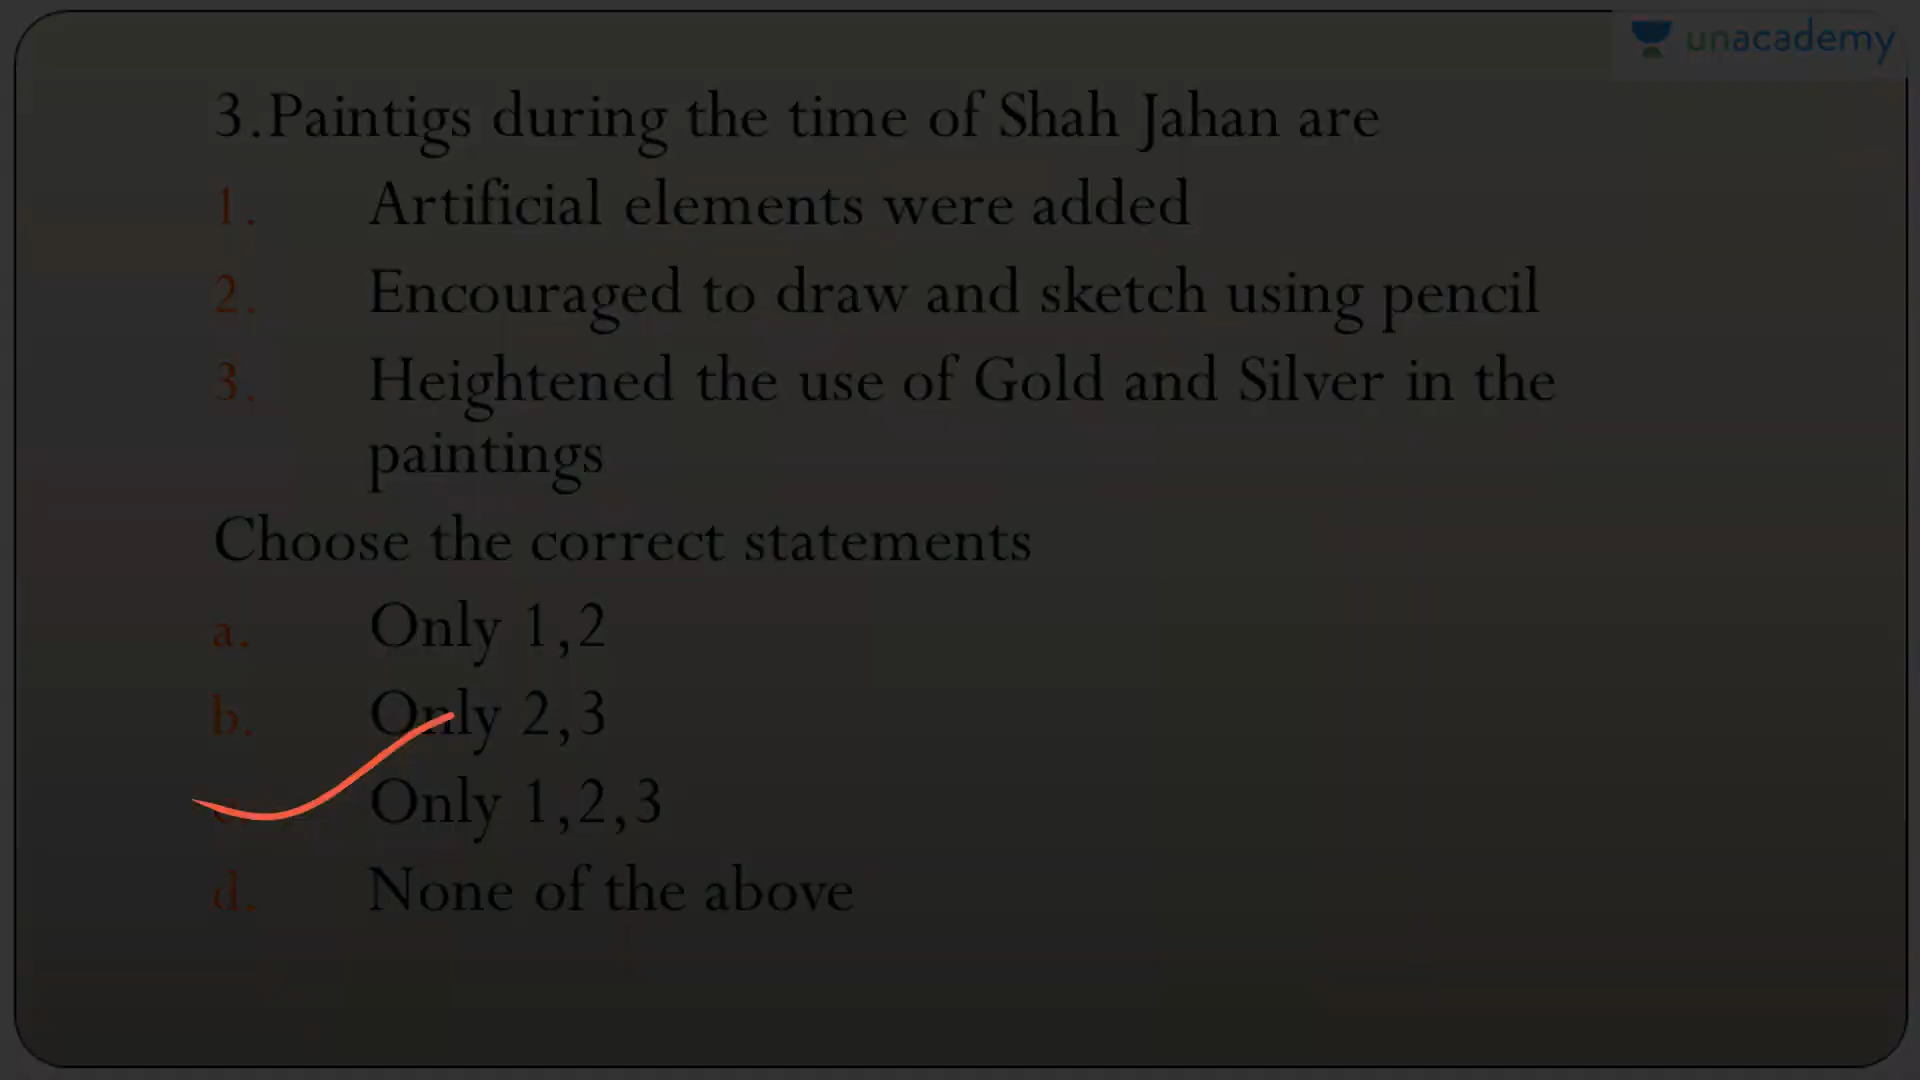 unacademy
3.Paintigs during the time of Shah Jahan are
1. Artificial elements were added
2. Encouraged to draw and sketch using pencil
3. Heightened the use of Gold and Silver in the
paintings
Choose the correct statements
a. Only 1,2
b. Only 2,3
Only 1,2,3
d. None of the above